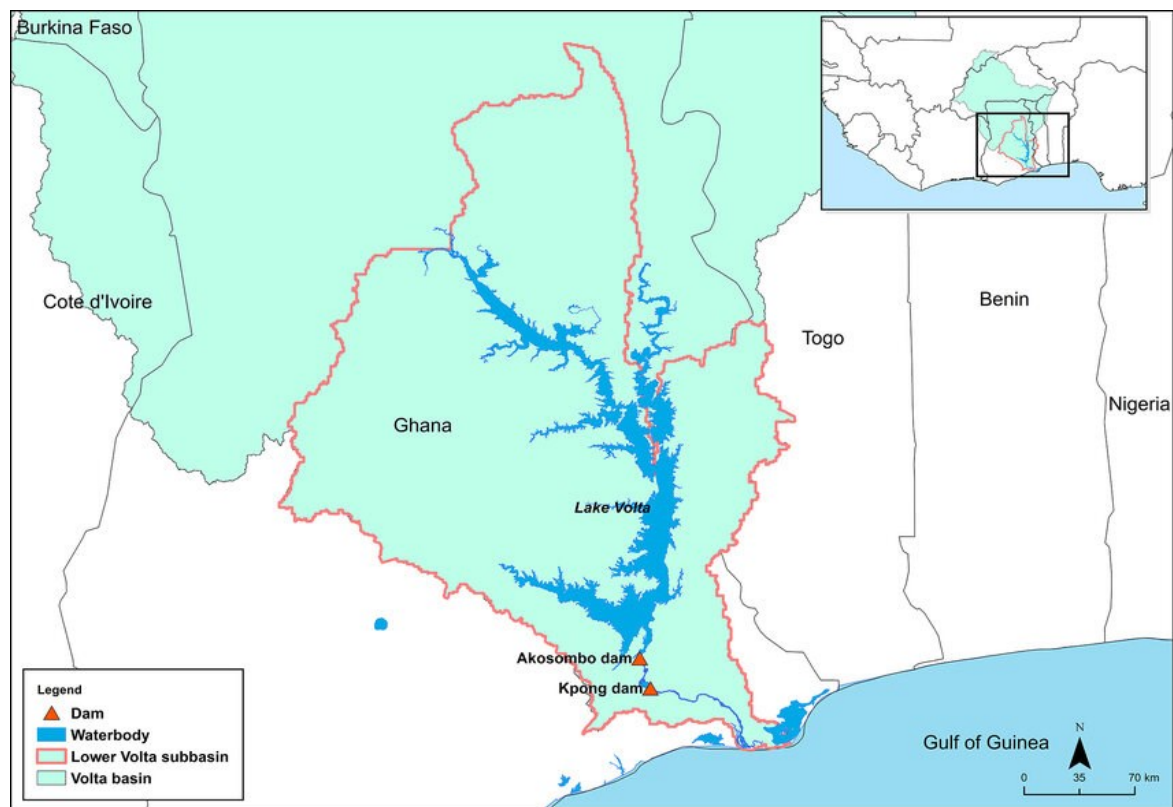 Burkina Faso
Cote d'Ivoire
Ghana
Togo
Benin
Nigeria
Lake Volta
Akosombo dam
Kpong dam
Gulf of Guinea
Legend
Dam
Waterbody
Lower Volta subbasin
Volta basin
N
0 35 70 km